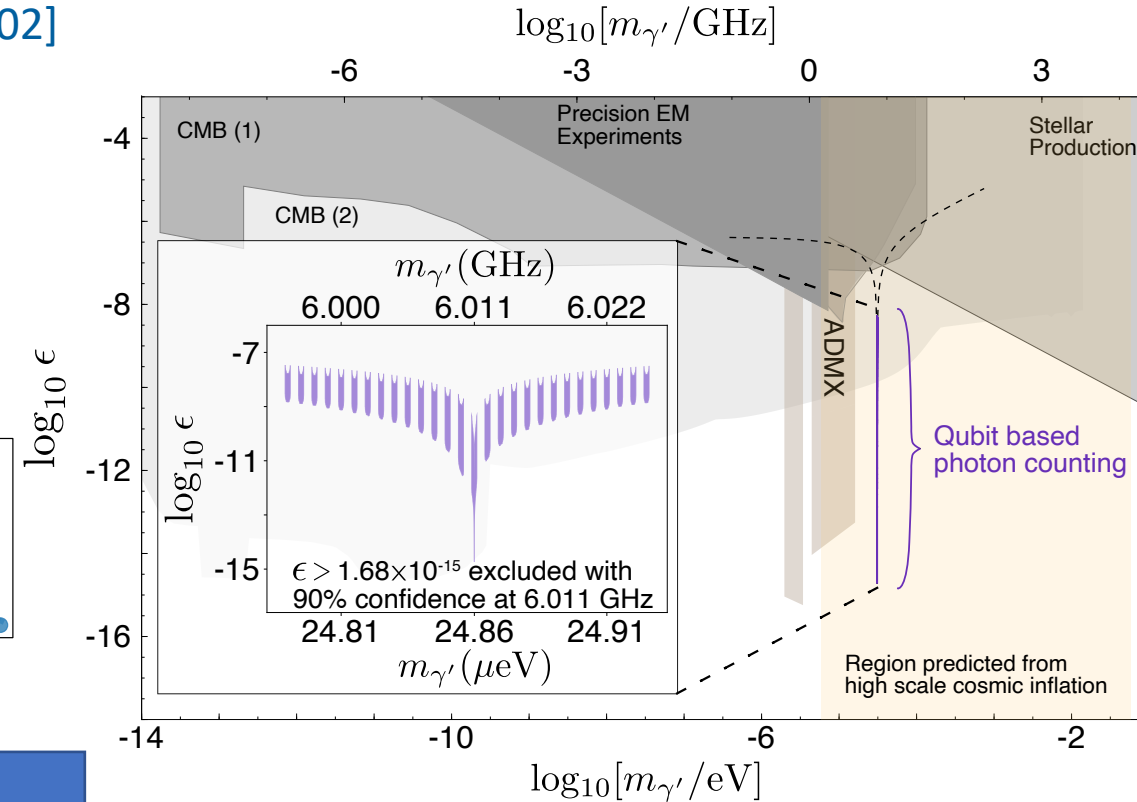 02]
log₁₀[mγ′/GHz]
-6 -3 0 3
-4
-8
-12
-16
log₁₀ ϵ
CMB (1)
Precision EM
Experiments
Stellar
Production
CMB (2)
ADMX
Qubit based
photon counting
Region predicted from
high scale cosmic inflation
mγ′(GHz)
6.000 6.011 6.022
-7
-11
-15
log₁₀ ϵ
ϵ > 1.68×10⁻¹⁵ excluded with
90% confidence at 6.011 GHz
24.81 24.86 24.91
mγ′(μeV)
-14 -10 -6 -2
log₁₀[mγ′/eV]